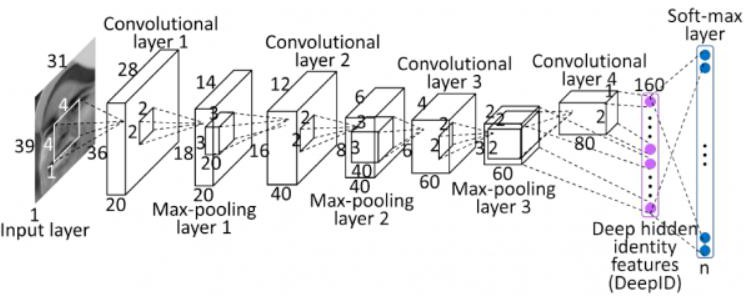 Soft-max
layer
Convolutional
layer 1
Convolutional
layer 2
Convolutional
layer 3
Convolutional
layer 4
31
39
1
4
4
1
Input layer
28
36
20
2
2
14
18
20
3
3
20
Max-pooling
layer 1
12
16
40
2
2
6
8
40
3
3
40
Max-pooling
layer 2
4
6
60
2
2
2
3
60
2
2
Max-pooling
layer 3
1
2
80
160
Deep hidden
identity
features
(DeepID)
n